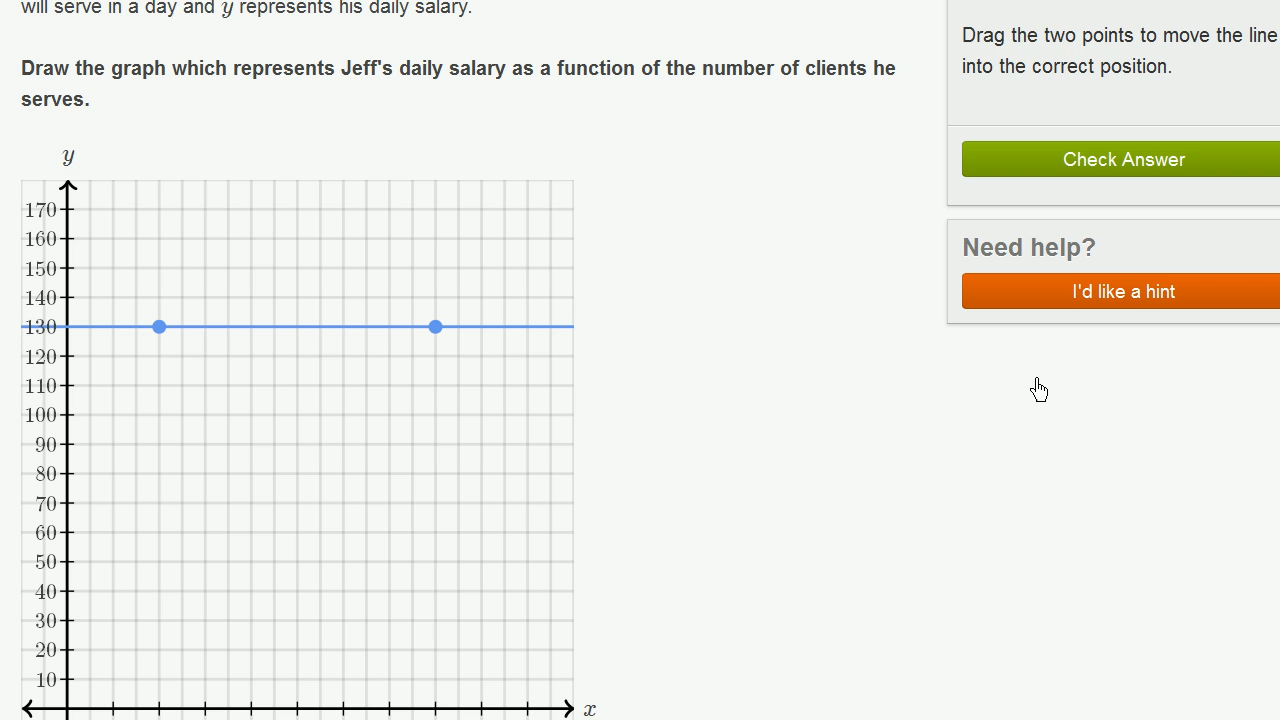 will serve in a day and y represents his daily salary.
Draw the graph which represents Jeff's daily salary as a function of the number of clients he
serves.
y
170
160
150
140
130
120
110
100
90
80
70
60
50
40
30
20
10
x
Drag the two points to move the line
into the correct position.
Check Answer
Need help?
I'd like a hint